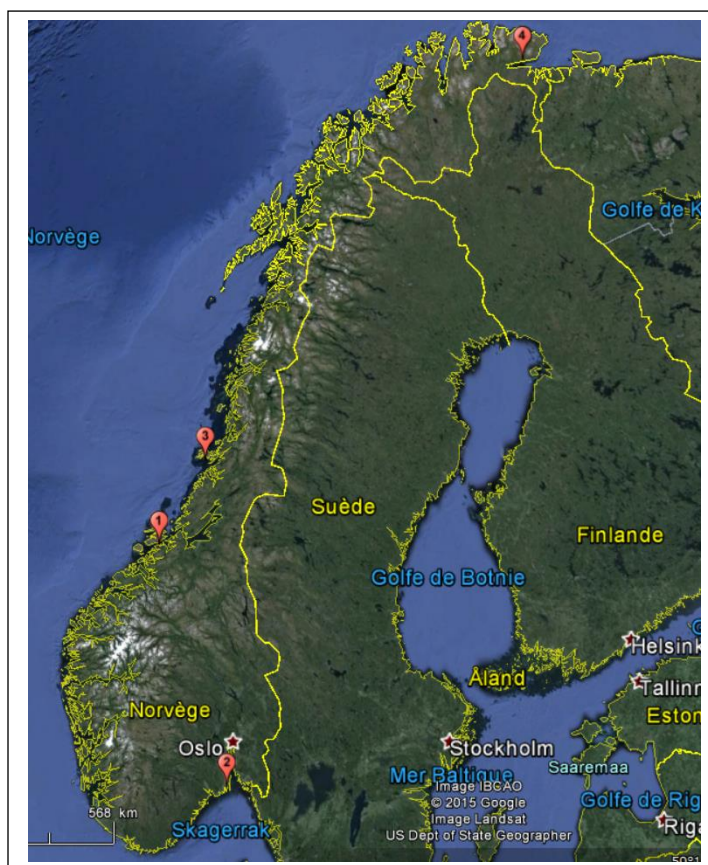 4
Golfe de K
Norvège
3
1
Suède
Finlande
Golfe de Botnie
Helsink
Åland
Tallinn
Norvège
Eston
Oslo
Stockholm
2
Mer Baltique
Saaremaa
Image IBCAO
© 2015 Google
Golfe de Rig
568 km
Image Landsat
Skagerrak
US Dept of State Geographer
Riga